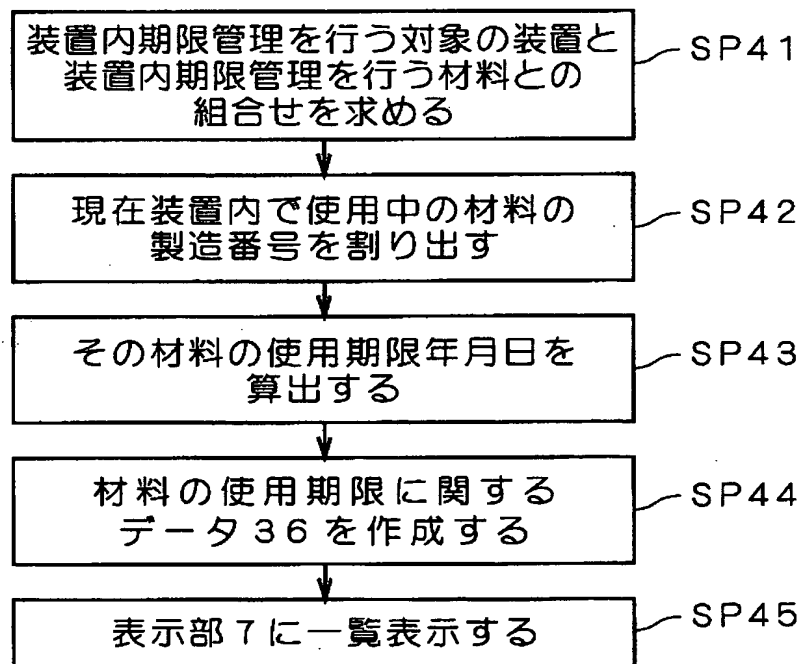 装置内期限管理を行う対象の装置と
装置内期限管理を行う材料との
組合せを求める
SP41
現在装置内で使用中の材料の
製造番号を割り出す
SP42
その材料の使用期限年月日を
算出する
SP43
材料の使用期限に関する
データ36を作成する
SP44
表示部7に一覧表示する
SP45